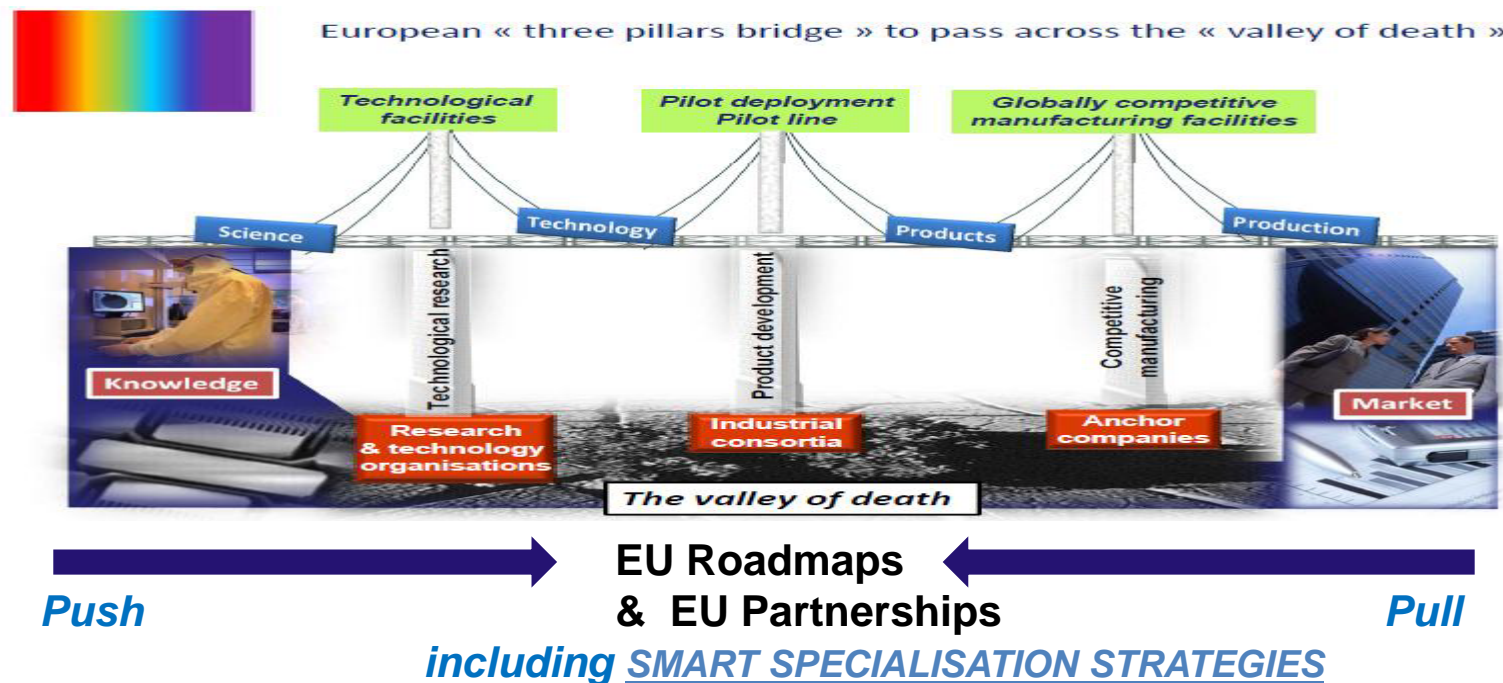 European « three pillars bridge » to pass across the « valley of death »
Technological
facilities
Pilot deployment
Pilot line
Globally competitive
manufacturing facilities
Science
Technology
Products
Production
Technological research
Product development
Competitive
manufacturing
Knowledge
Market
Research
& technology
organisations
Industrial
consortia
Anchor
companies
The valley of death
EU Roadmaps
& EU Partnerships
Push
Pull
including SMART SPECIALISATION STRATEGIES